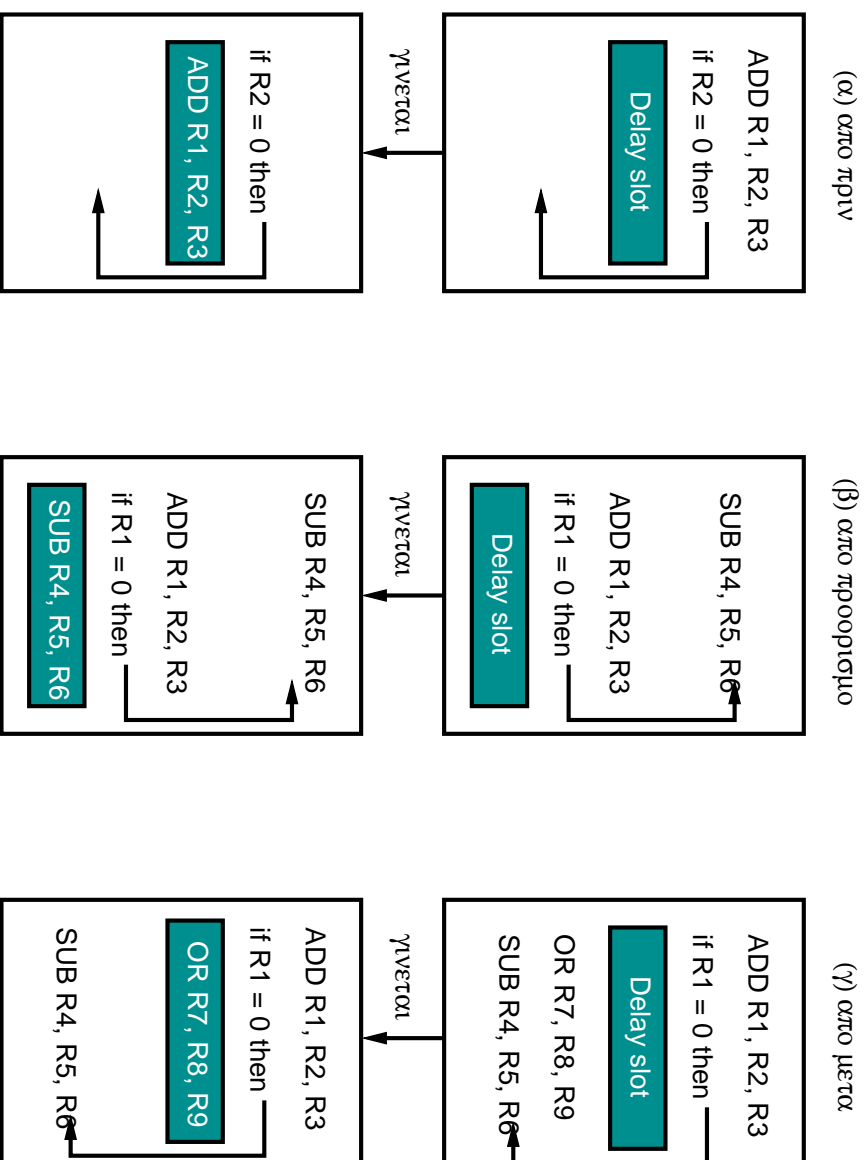 (α) απο πριν
ADD R1, R2, R3
if R2 = 0 then
Delay slot
γινεται
if R2 = 0 then
ADD R1, R2, R3
(β) απο προορισμο
SUB R4, R5, R6
ADD R1, R2, R3
if R1 = 0 then
Delay slot
γινεται
SUB R4, R5, R6
ADD R1, R2, R3
if R1 = 0 then
SUB R4, R5, R6
(γ) απο μετα
ADD R1, R2, R3
if R1 = 0 then
Delay slot
OR R7, R8, R9
SUB R4, R5, R6
γινεται
ADD R1, R2, R3
if R1 = 0 then
OR R7, R8, R9
SUB R4, R5, R6